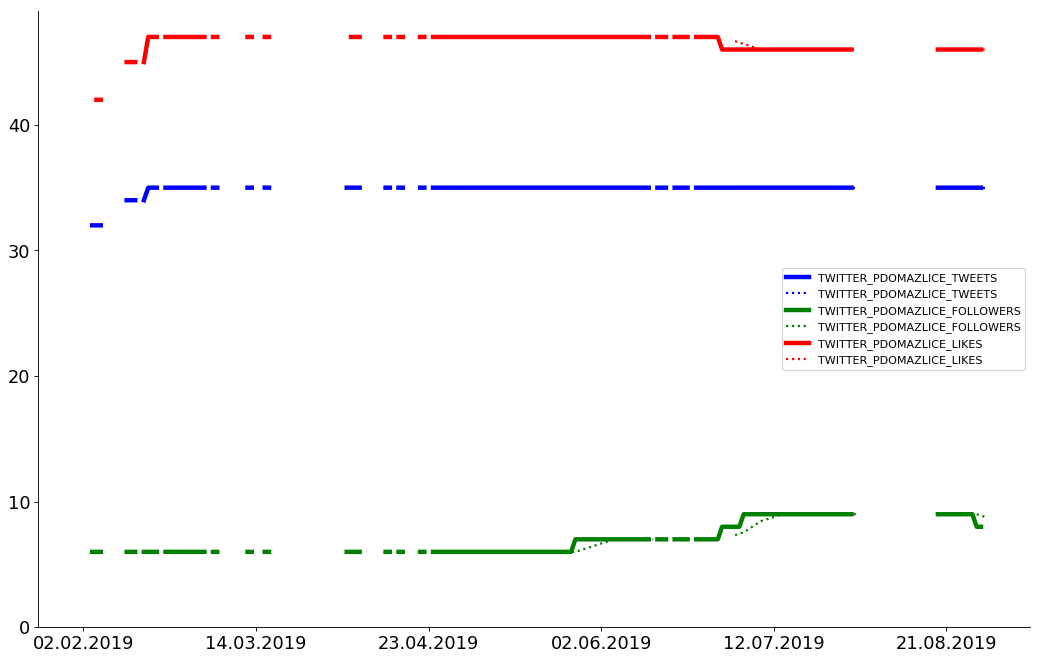 40
30
20
10
0
TWITTER_PDOMAZLICE_TWEETS
TWITTER_PDOMAZLICE_TWEETS
TWITTER_PDOMAZLICE_FOLLOWERS
TWITTER_PDOMAZLICE_FOLLOWERS
TWITTER_PDOMAZLICE_LIKES
TWITTER_PDOMAZLICE_LIKES
02.02.2019 14.03.2019 23.04.2019 02.06.2019 12.07.2019 21.08.2019